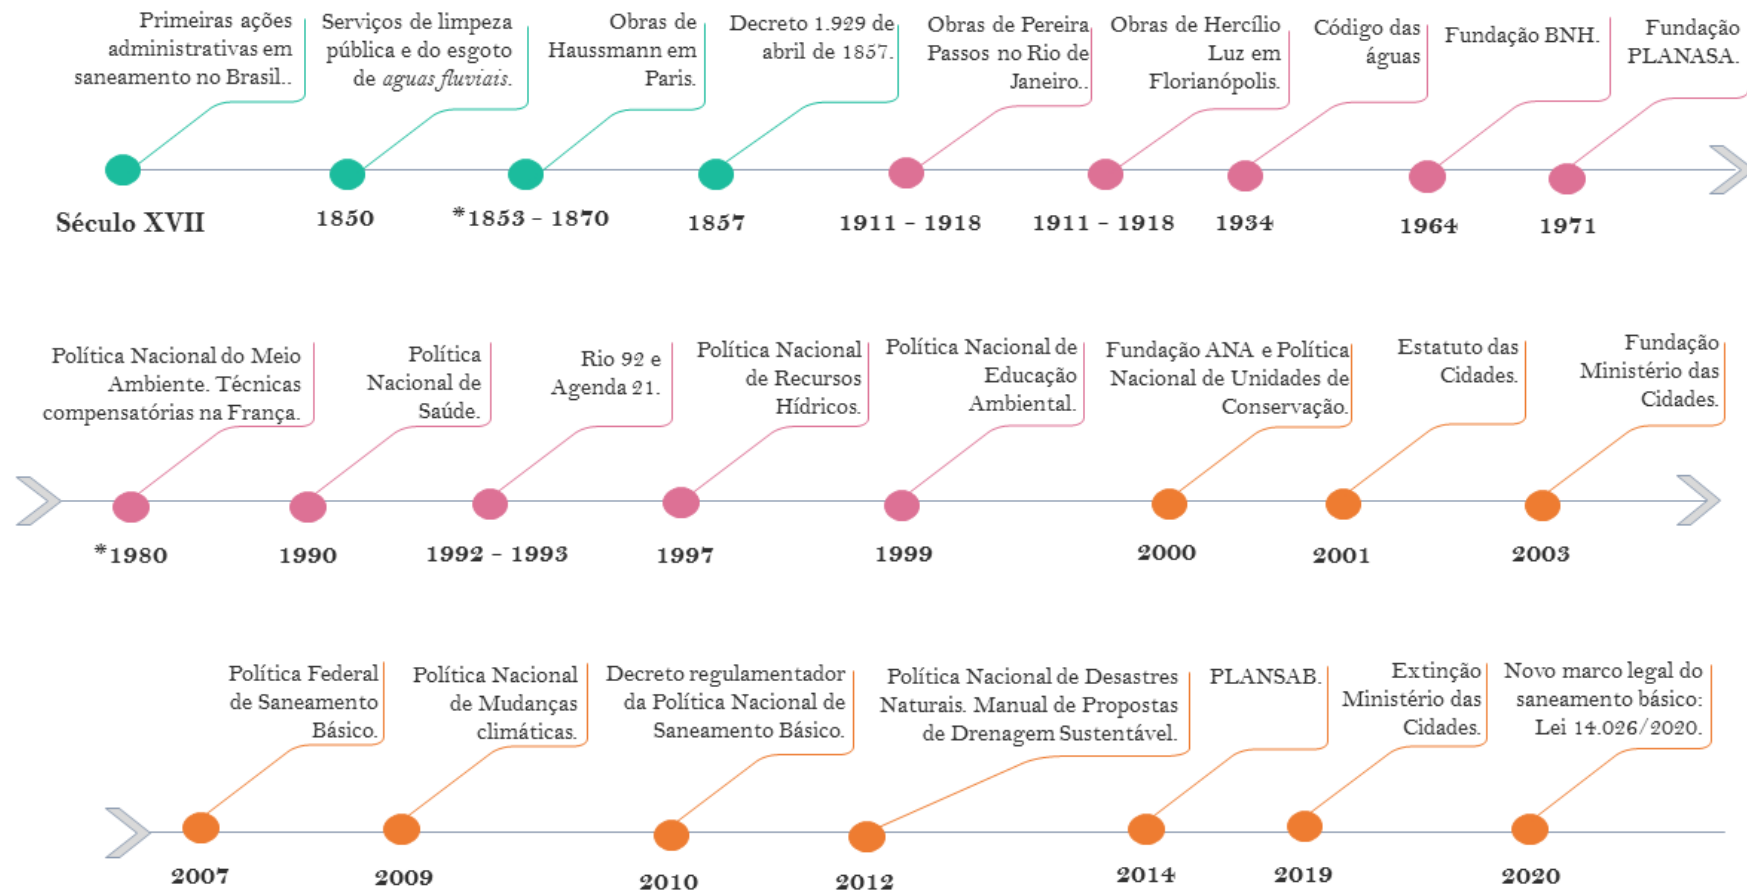 Primeiras ações
administrativas em
saneamento no Brasil..
Século XVII
Serviços de limpeza
pública e do esgoto
de aguas fluviais.
1850
Obras de
Haussmann em
Paris.
*1853 - 1870
Decreto 1.929 de
abril de 1857.
1857
Obras de Pereira
Passos no Rio de
Janeiro..
1911 - 1918
Obras de Hercílio
Luz em
Florianópolis.
1911 - 1918
Código das
águas
1934
Fundação BNH.
1964
Fundação
PLANASA.
1971
Política Nacional do Meio
Ambiente. Técnicas
compensatórias na França.
*1980
Política
Nacional de
Saúde.
1990
Rio 92 e
Agenda 21.
1992 - 1993
Política Nacional
de Recursos
Hídricos.
1997
Política Nacional de
Educação
Ambiental.
1999
Fundação ANA e Política
Nacional de Unidades de
Conservação.
2000
Estatuto das
Cidades.
2001
Fundação
Ministério das
Cidades.
2003
Política Federal
de Saneamento
Básico.
2007
Política Nacional
de Mudanças
climáticas.
2009
Decreto regulamentador
da Política Nacional de
Saneamento Básico.
2010
Política Nacional de Desastres
Naturais. Manual de Propostas
de Drenagem Sustentável.
2012
PLANSAB.
2014
Extinção
Ministério das
Cidades.
2019
Novo marco legal do
saneamento básico:
Lei 14.026/2020.
2020